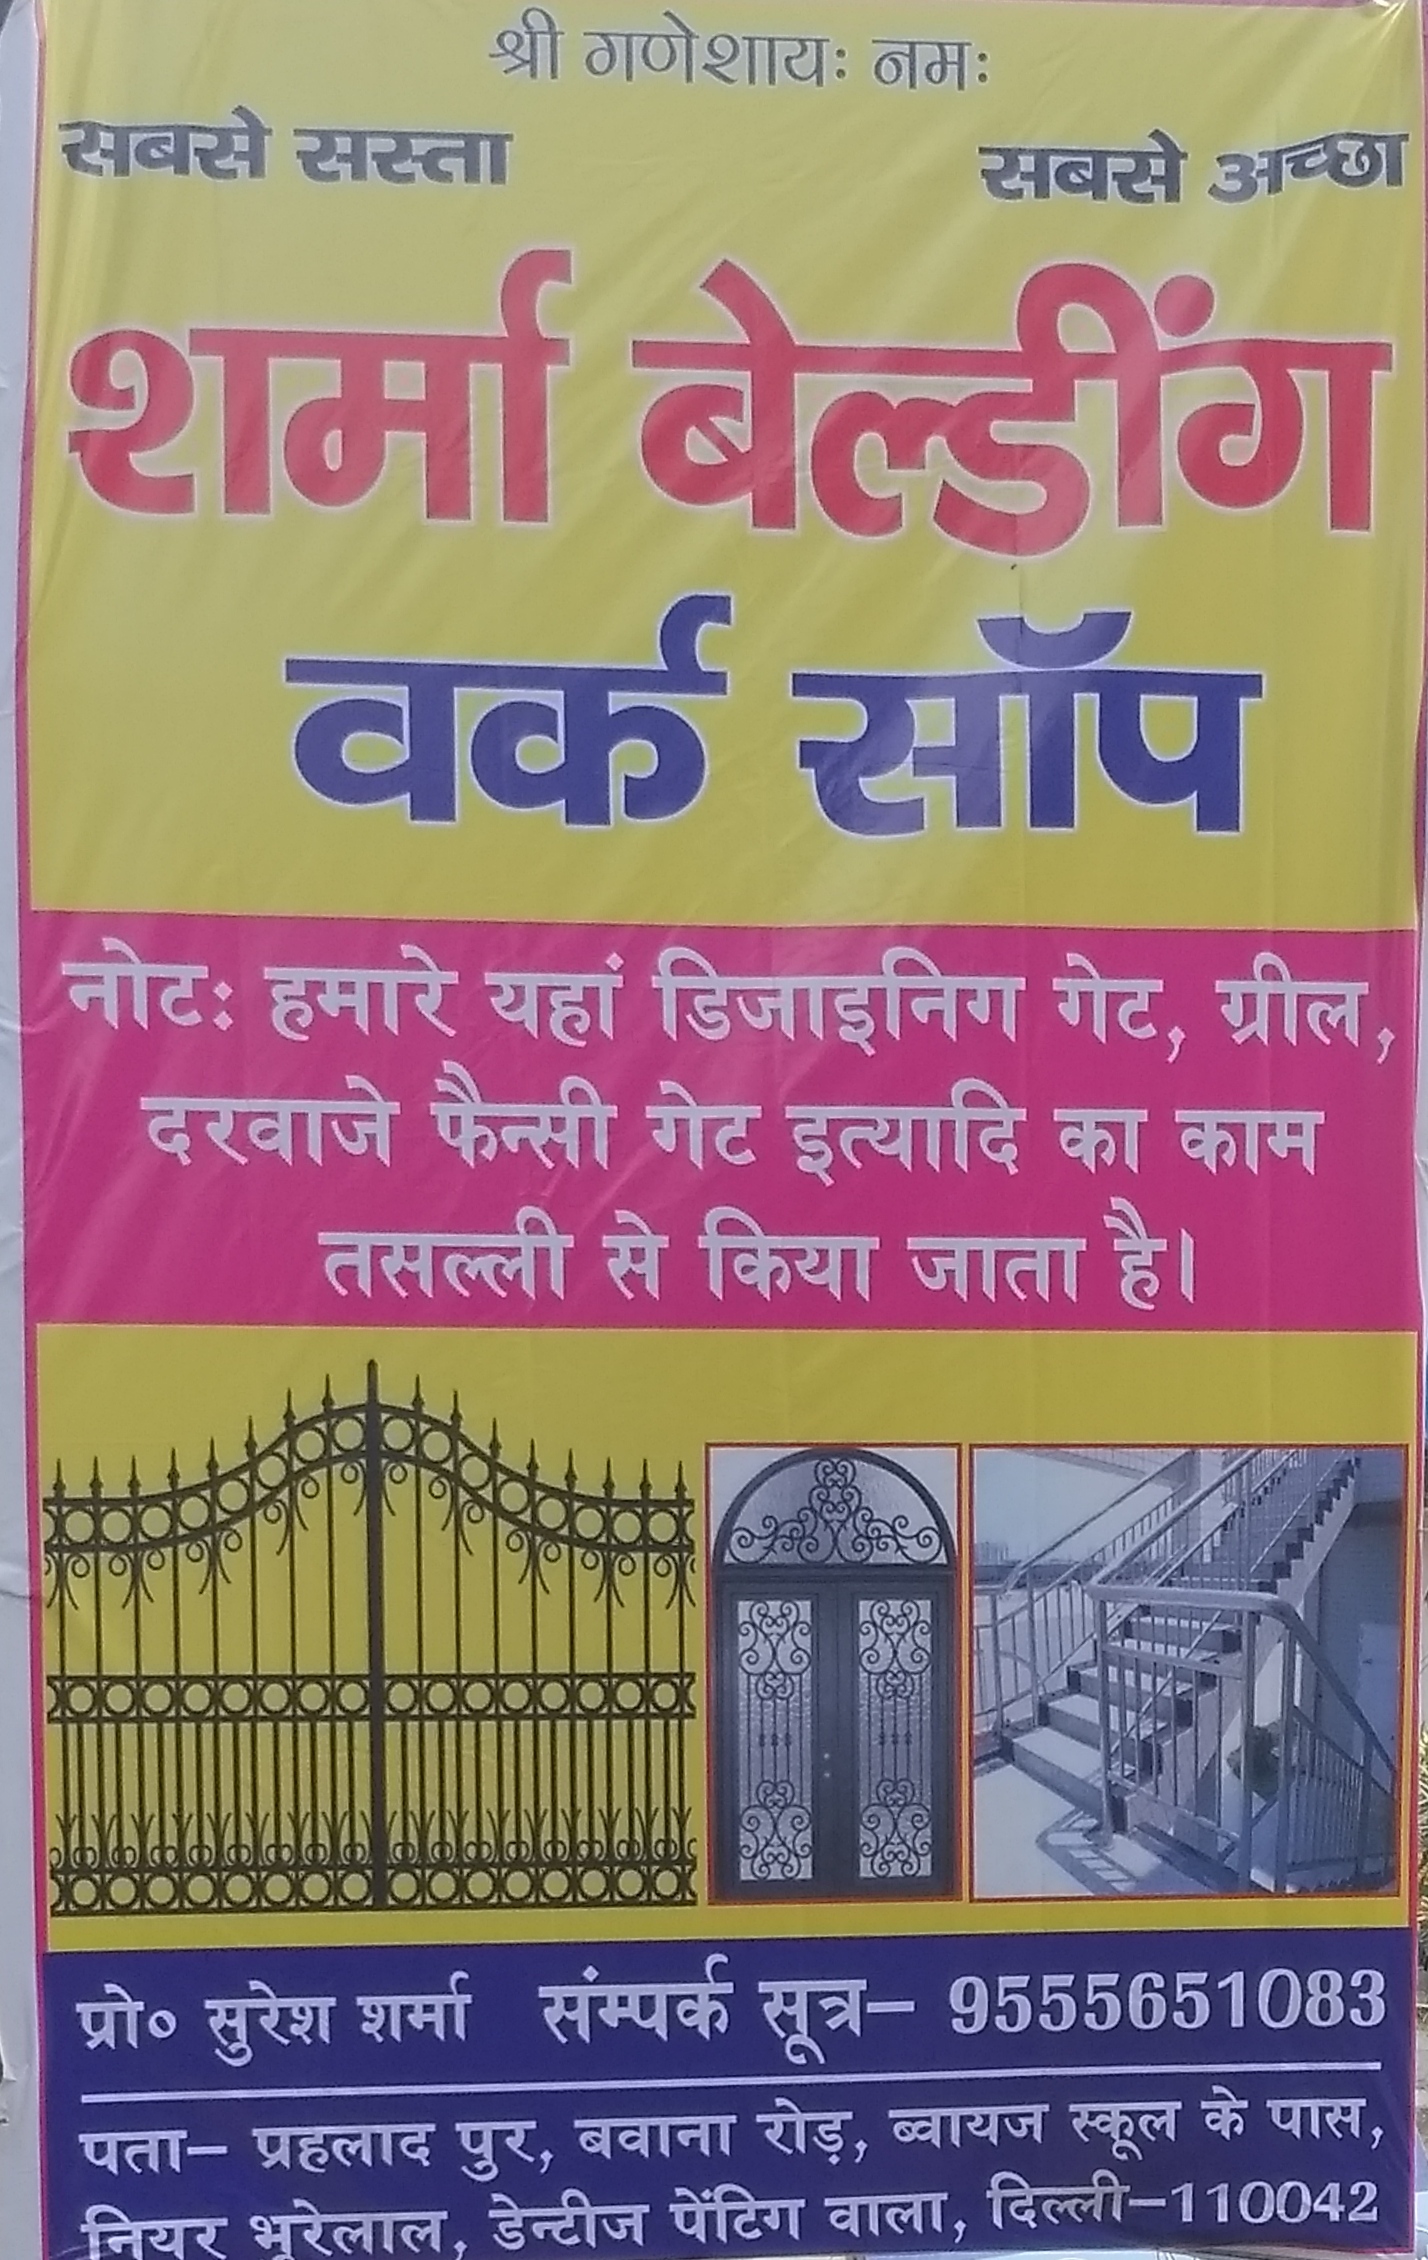 श्री गणेशायः नमः
सबसे सस्ता सबसे अच्छा
शर्मा बेल्डींग
वर्क सॉप
नोटः हमारे यहां डिजाइनिग गेट, ग्रील,
दरवाजे फैन्सी गेट इत्यादि का काम
तसल्ली से किया जाता है।
प्रो० सुरेश शर्मा संम्पर्क सूत्र– 9555651083
पता– प्रहलाद पुर, बवाना रोड़, ब्वायज स्कूल के पास,
नियर भूरेलाल, डेन्टीज पेंटिग वाला, दिल्ली–110042